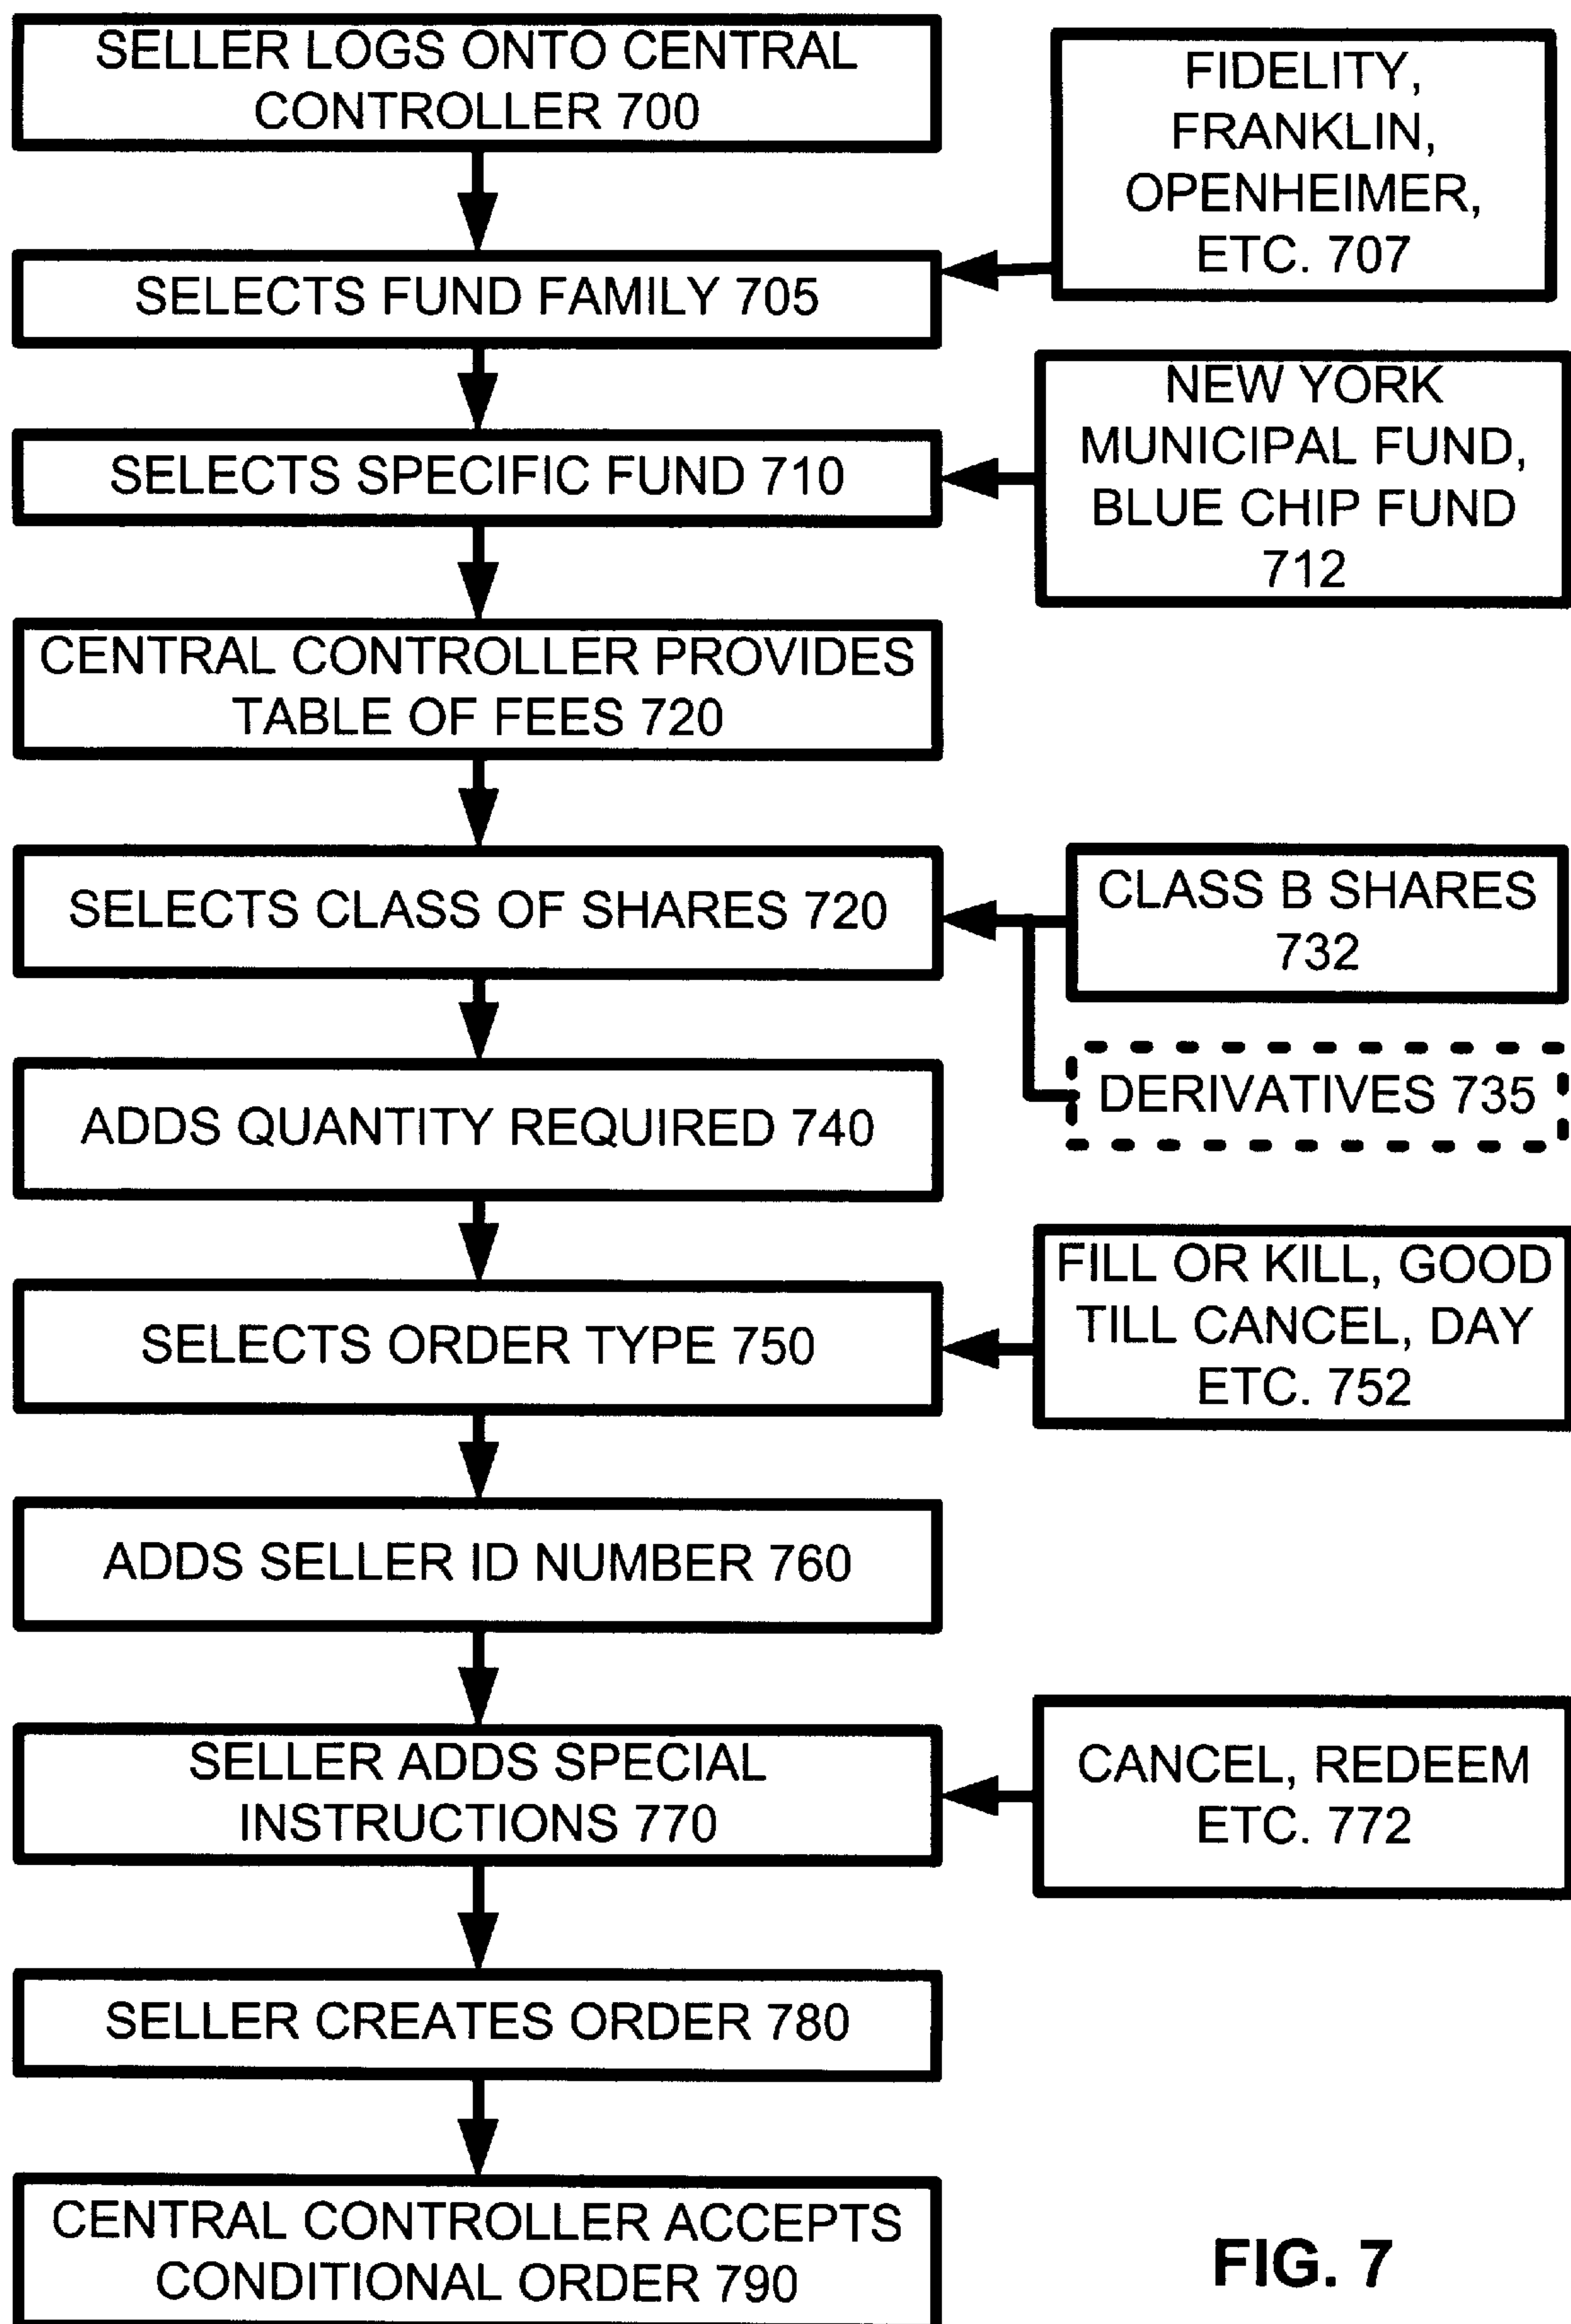 SELLER LOGS ONTO CENTRAL
CONTROLLER 700
FIDELITY,
FRANKLIN,
OPENHEIMER,
ETC. 707
SELECTS FUND FAMILY 705
NEW YORK
MUNICIPAL FUND,
BLUE CHIP FUND
712
SELECTS SPECIFIC FUND 710
CENTRAL CONTROLLER PROVIDES
TABLE OF FEES 720
SELECTS CLASS OF SHARES 720
CLASS B SHARES
732
DERIVATIVES 735
ADDS QUANTITY REQUIRED 740
FILL OR KILL, GOOD
TILL CANCEL, DAY
ETC. 752
SELECTS ORDER TYPE 750
ADDS SELLER ID NUMBER 760
SELLER ADDS SPECIAL
INSTRUCTIONS 770
CANCEL, REDEEM
ETC. 772
SELLER CREATES ORDER 780
CENTRAL CONTROLLER ACCEPTS
CONDITIONAL ORDER 790
FIG. 7